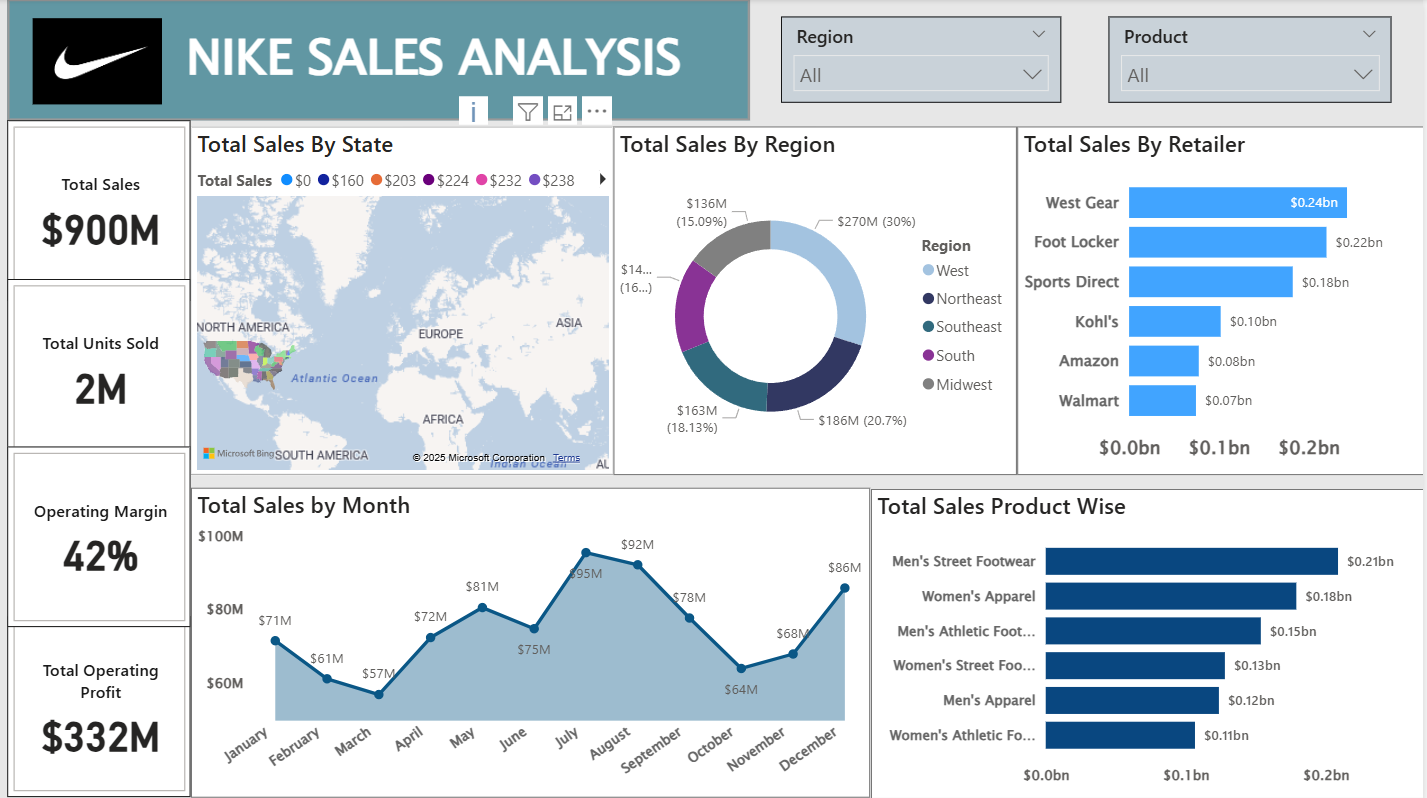 NIKE SALES ANALYSIS
Region
All
Product
All
Total Sales
$900M
Total Units Sold
2M
Operating Margin
42%
Total Operating
Profit
$332M
Total Sales By State
Total Sales $0 $160 $203 $224 $232 $238
NORTH AMERICA
EUROPE
ASIA
Atlantic Ocean
AFRICA
Microsoft Bing
SOUTH AMERICA
© 2025 Microsoft Corporation Terms
Indian Ocean
AU
Total Sales By Region
$136M
(15.09%)
$270M (30%)
$14...
(16...)
$163M
(18.13%)
$186M (20.7%)
Region
West
Northeast
Southeast
South
Midwest
Total Sales By Retailer
West Gear $0.24bn
Foot Locker $0.22bn
Sports Direct $0.18bn
Kohl's $0.10bn
Amazon $0.08bn
Walmart $0.07bn
$0.0bn $0.1bn $0.2bn
Total Sales by Month
$100M
$80M
$60M
$71M
$61M
$57M
$72M
$81M
$75M
$95M
$92M
$78M
$64M
$68M
$86M
January February March April May June July August September October November December
Total Sales Product Wise
Men's Street Footwear $0.21bn
Women's Apparel $0.18bn
Men's Athletic Foot... $0.15bn
Women's Street Foo... $0.13bn
Men's Apparel $0.12bn
Women's Athletic Fo... $0.11bn
$0.0bn $0.1bn $0.2bn